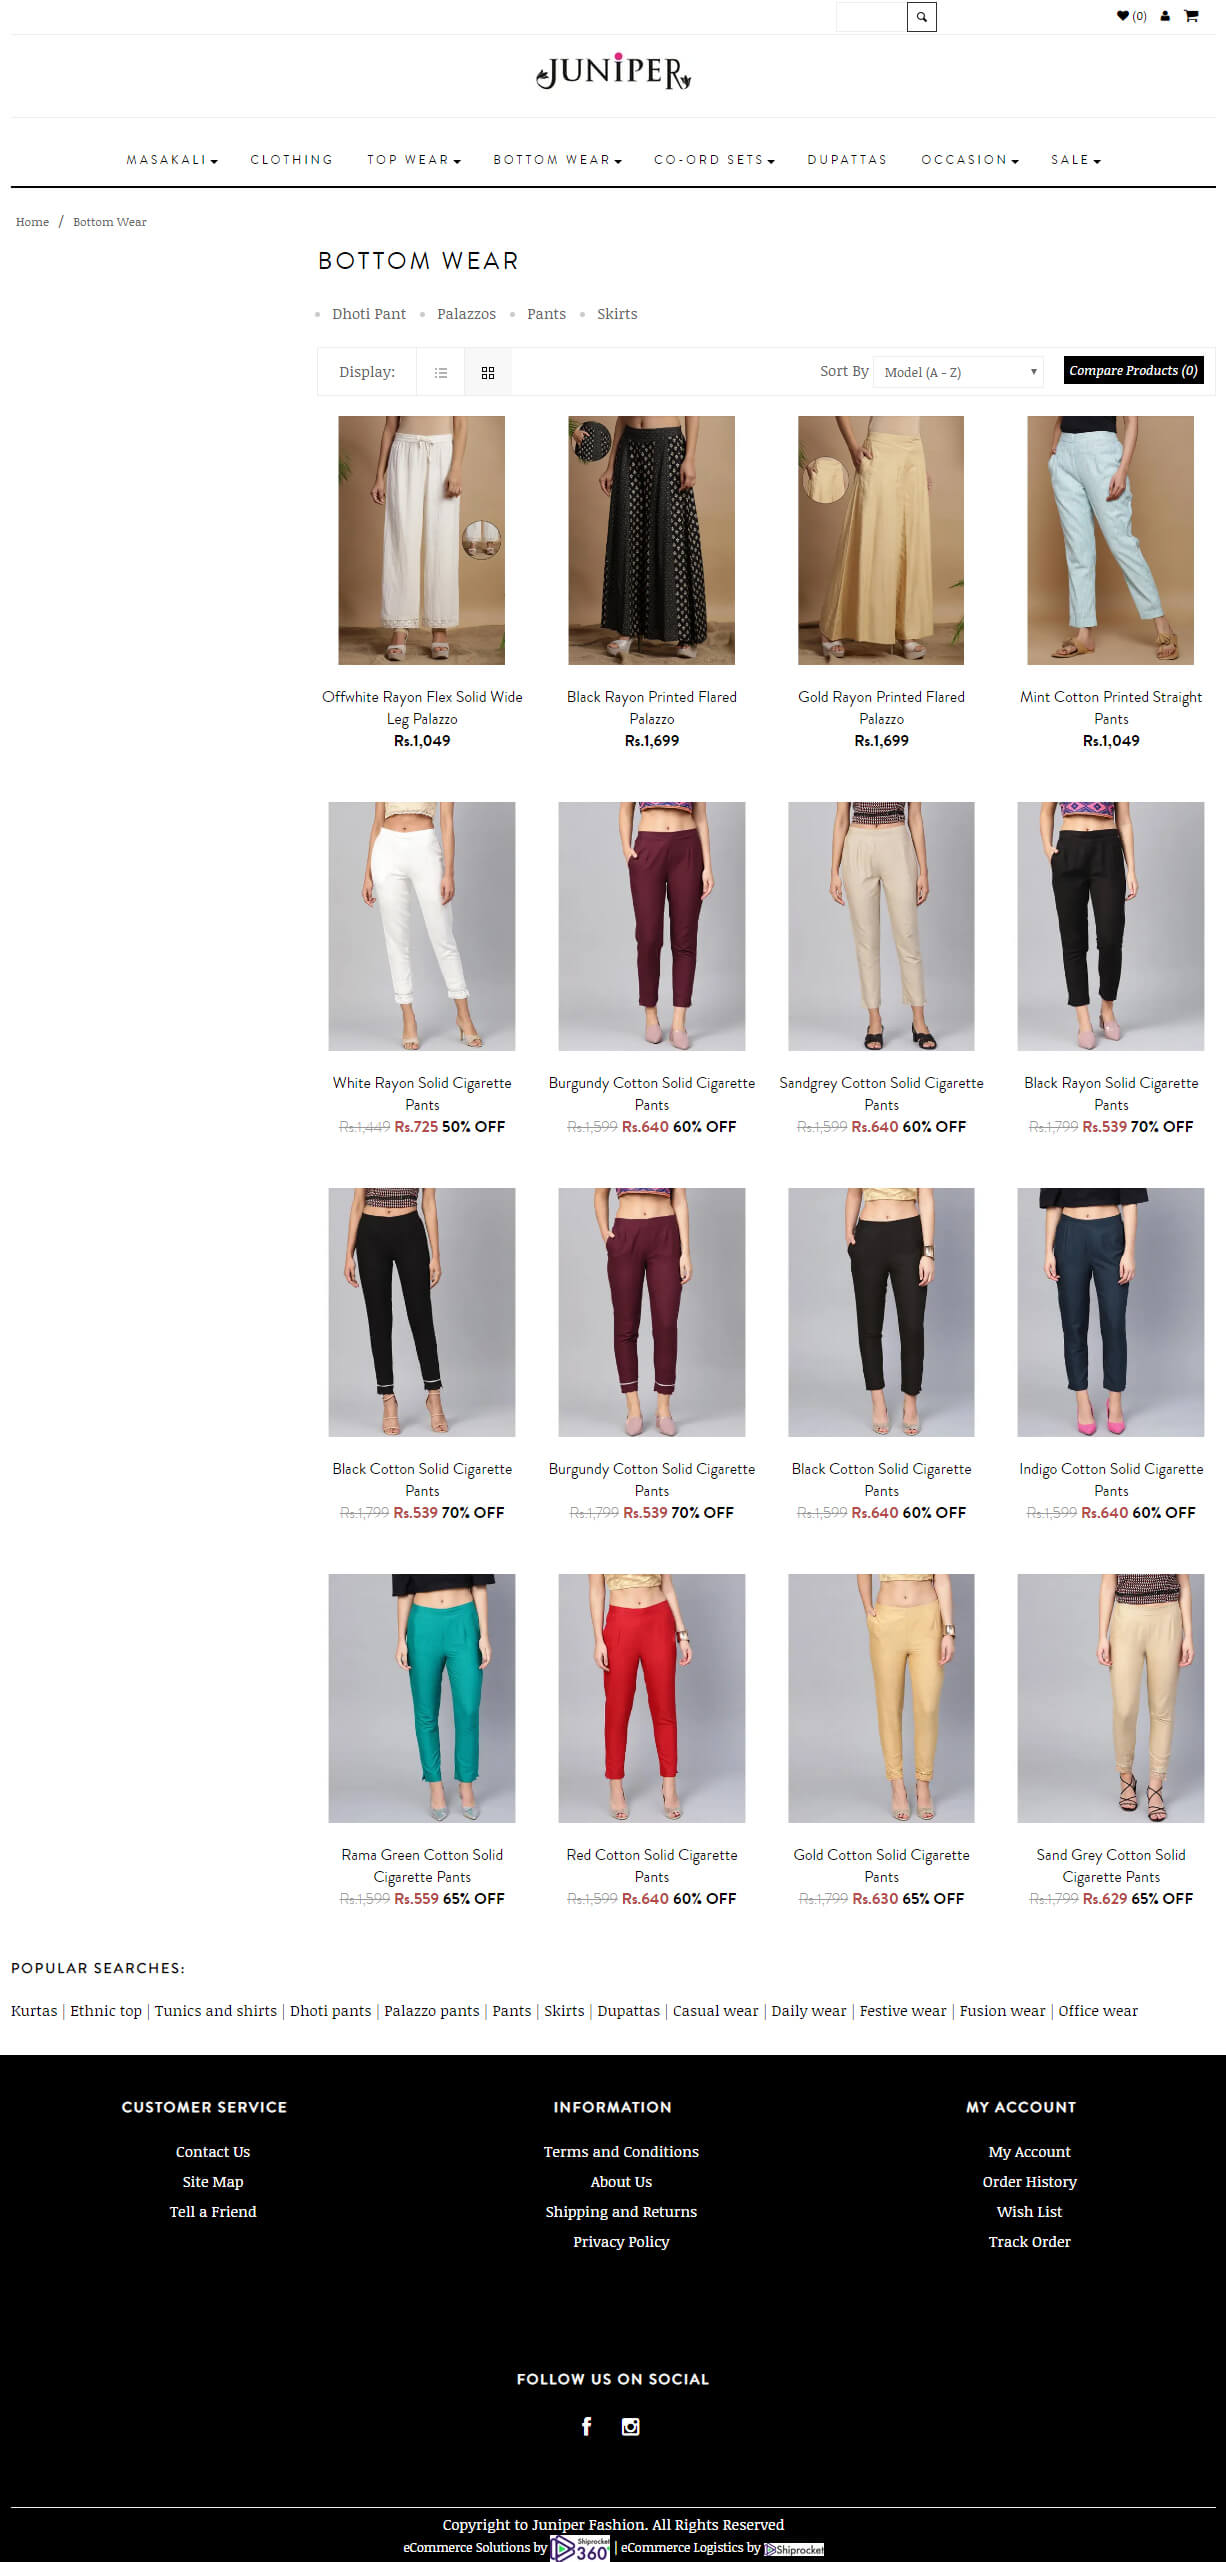 (0)
JUNIPER
MASAKALI CLOTHING TOP WEAR BOTTOM WEAR CO-ORD SETS DUPATTAS OCCASION SALE
Home / Bottom Wear
BOTTOM WEAR
Dhoti Pant Palazzos Pants Skirts
Display: Sort By Model (A - Z) Compare Products (0)
Offwhite Rayon Flex Solid Wide
Leg Palazzo
Rs.1,049
Black Rayon Printed Flared
Palazzo
Rs.1,699
Gold Rayon Printed Flared
Palazzo
Rs.1,699
Mint Cotton Printed Straight
Pants
Rs.1,049
White Rayon Solid Cigarette
Pants
Rs.1,449 Rs.725 50% OFF
Burgundy Cotton Solid Cigarette
Pants
Rs.1,599 Rs.640 60% OFF
Sandgrey Cotton Solid Cigarette
Pants
Rs.1,599 Rs.640 60% OFF
Black Rayon Solid Cigarette
Pants
Rs.1,799 Rs.539 70% OFF
Black Cotton Solid Cigarette
Pants
Rs.1,799 Rs.539 70% OFF
Burgundy Cotton Solid Cigarette
Pants
Rs.1,799 Rs.539 70% OFF
Black Cotton Solid Cigarette
Pants
Rs.1,599 Rs.640 60% OFF
Indigo Cotton Solid Cigarette
Pants
Rs.1,599 Rs.640 60% OFF
Rama Green Cotton Solid
Cigarette Pants
Rs.1,599 Rs.559 65% OFF
Red Cotton Solid Cigarette
Pants
Rs.1,599 Rs.640 60% OFF
Gold Cotton Solid Cigarette
Pants
Rs.1,799 Rs.630 65% OFF
Sand Grey Cotton Solid
Cigarette Pants
Rs.1,799 Rs.629 65% OFF
POPULAR SEARCHES:
Kurtas | Ethnic top | Tunics and shirts | Dhoti pants | Palazzo pants | Pants | Skirts | Dupattas | Casual wear | Daily wear | Festive wear | Fusion wear | Office wear
CUSTOMER SERVICE
Contact Us
Site Map
Tell a Friend
INFORMATION
Terms and Conditions
About Us
Shipping and Returns
Privacy Policy
MY ACCOUNT
My Account
Order History
Wish List
Track Order
FOLLOW US ON SOCIAL
Copyright to Juniper Fashion. All Rights Reserved
eCommerce Solutions by Shiprocket 360 | eCommerce Logistics by Shiprocket